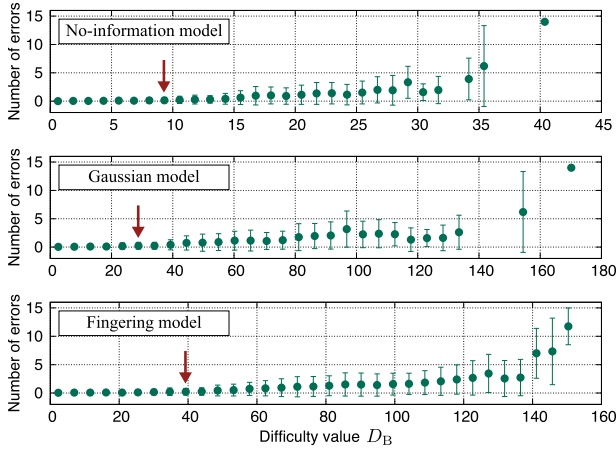 Number of errors
15
10
5
0
No-information model
0 5 10 15 20 25 30 35 40 45
Number of errors
15
10
5
0
Gaussian model
0 20 40 60 80 100 120 140 160 180
Number of errors
15
10
5
0
Fingering model
0 20 40 60 80 100 120 140 160
Difficulty value D_B